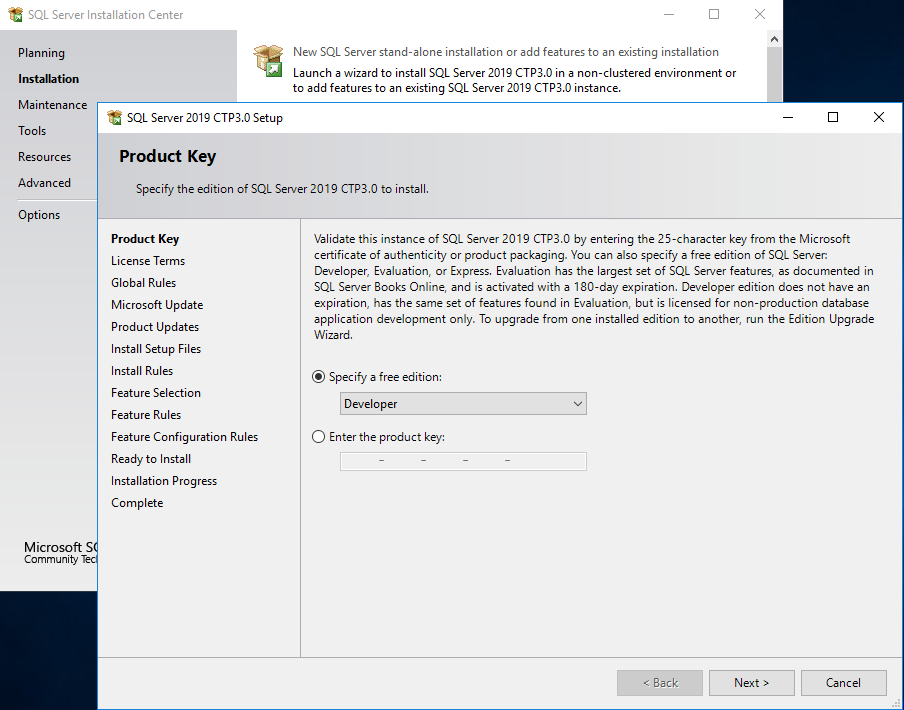 SQL Server Installation Center
Planning
Installation
Maintenance
Tools
Resources
Advanced
Options
New SQL Server stand-alone installation or add features to an existing installation
Launch a wizard to install SQL Server 2019 CTP3.0 in a non-clustered environment or
to add features to an existing SQL Server 2019 CTP3.0 instance.
Microsoft SQ
Community Tec
SQL Server 2019 CTP3.0 Setup
Product Key
Specify the edition of SQL Server 2019 CTP3.0 to install.
Product Key
License Terms
Global Rules
Microsoft Update
Product Updates
Install Setup Files
Install Rules
Feature Selection
Feature Rules
Feature Configuration Rules
Ready to Install
Installation Progress
Complete
Validate this instance of SQL Server 2019 CTP3.0 by entering the 25-character key from the Microsoft
certificate of authenticity or product packaging. You can also specify a free edition of SQL Server:
Developer, Evaluation, or Express. Evaluation has the largest set of SQL Server features, as documented in
SQL Server Books Online, and is activated with a 180-day expiration. Developer edition does not have an
expiration, has the same set of features found in Evaluation, but is licensed for non-production database
application development only. To upgrade from one installed edition to another, run the Edition Upgrade
Wizard.
Specify a free edition:
Developer
Enter the product key:
- - - -
< Back
Next >
Cancel